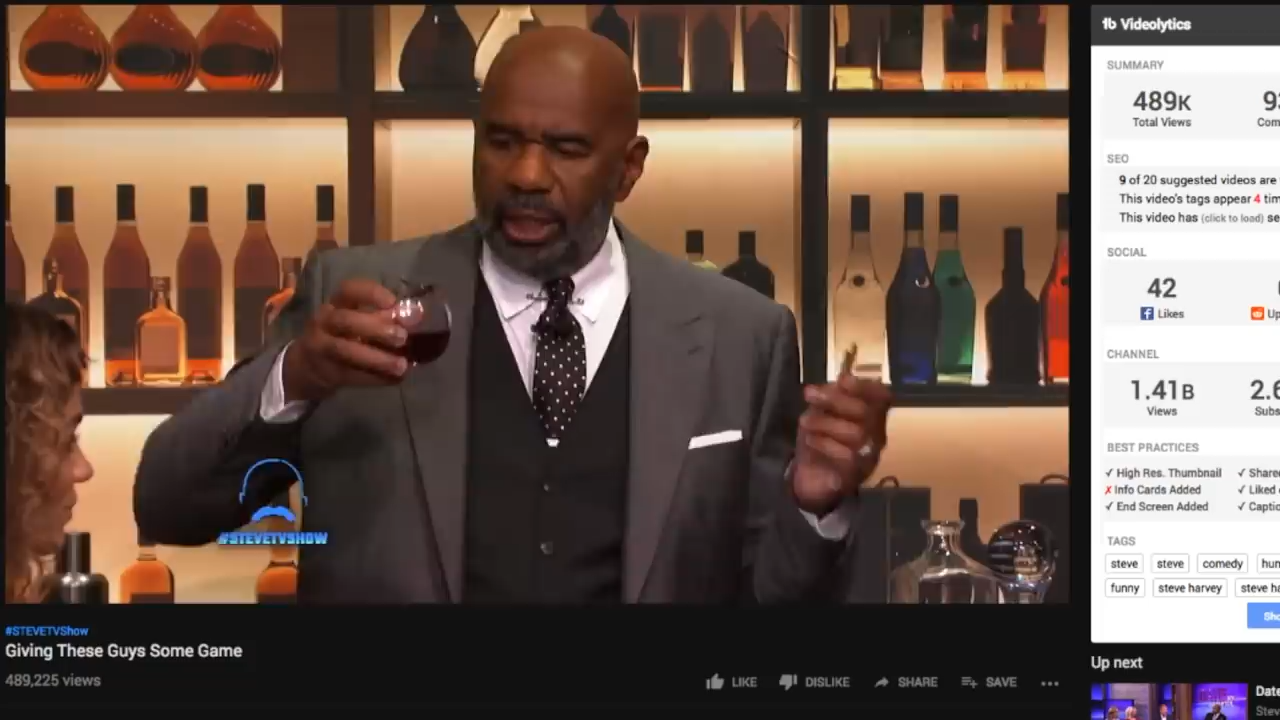 #STEVETVSHOW
#STEVETVShow
Giving These Guys Some Game
489,225 views
LIKE
DISLIKE
SHARE
SAVE
Videolytics
SUMMARY
489K
Total Views
SEO
9 of 20 suggested videos are
This video's tags appear 4
This video has (click to load)
SOCIAL
42
Likes
CHANNEL
1.41B
Views
BEST PRACTICES
✓ High Res. Thumbnail
✗ Info Cards Added
✓ End Screen Added
✓ Liked
TAGS
steve steve comedy
funny steve harvey steve
Up next